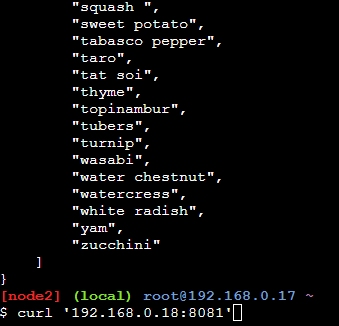 "squash ",
"sweet potato",
"tabasco pepper",
"taro",
"tat soi",
"thyme",
"topinambur",
"tubers",
"turnip",
"wasabi",
"water chestnut",
"watercress",
"white radish",
"yam",
"zucchini"
]
}
[node2] (local) root@192.168.0.17 ~
$ curl '192.168.0.18:8081'